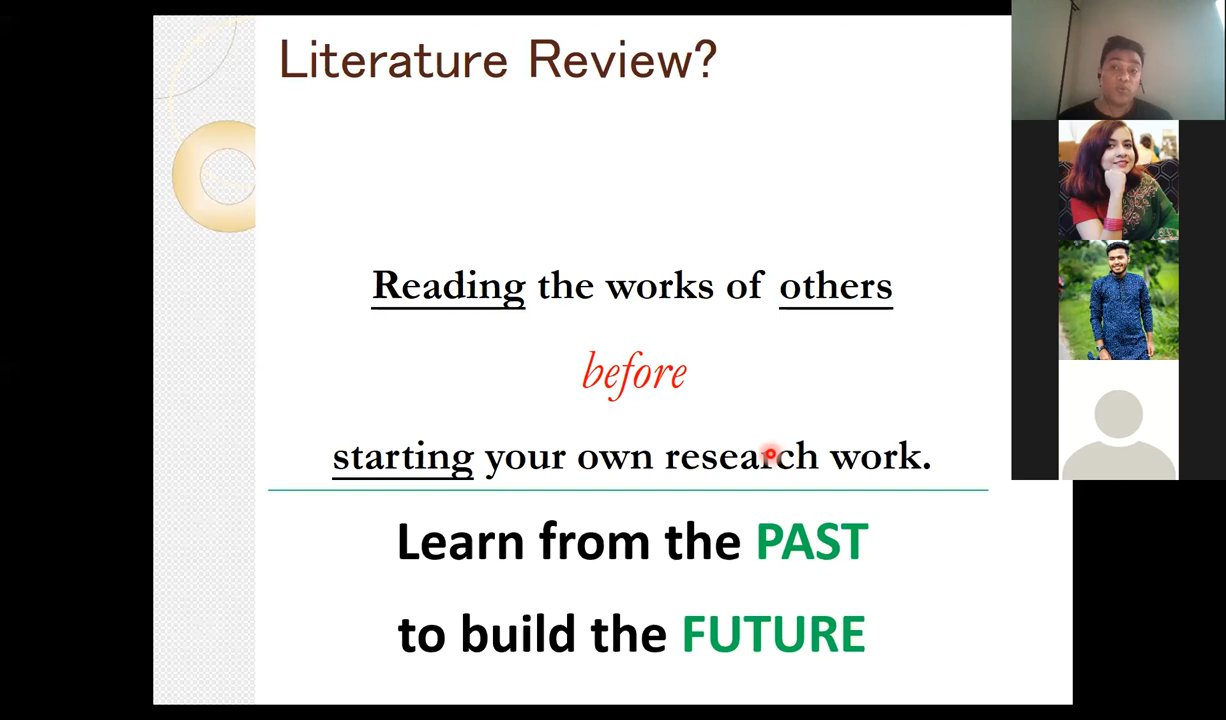 Literature Review?
Reading the works of others
before
starting your own research work.
Learn from the PAST
to build the FUTURE